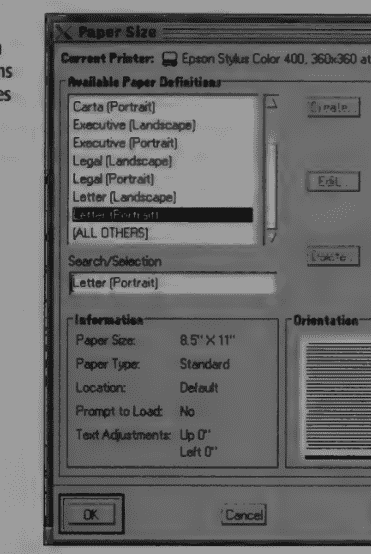 ns
es
Paper Size
Current Printer: Epson Stylus Color 400, 360x360 at
Available Paper Definitions
Carta (Portrait)
Executive (Landscape)
Executive (Portrait)
Legal (Landscape)
Legal (Portrait)
Letter (Landscape)
Letter (Portrait)
[ALL OTHERS]
Create...
Edit...
Delete...
Search/Selection
Letter (Portrait)
Information
Paper Size: 8.5" X 11"
Paper Type: Standard
Location: Default
Prompt to Load: No
Text Adjustments: Up 0"
Left 0"
Orientation
OK
Cancel